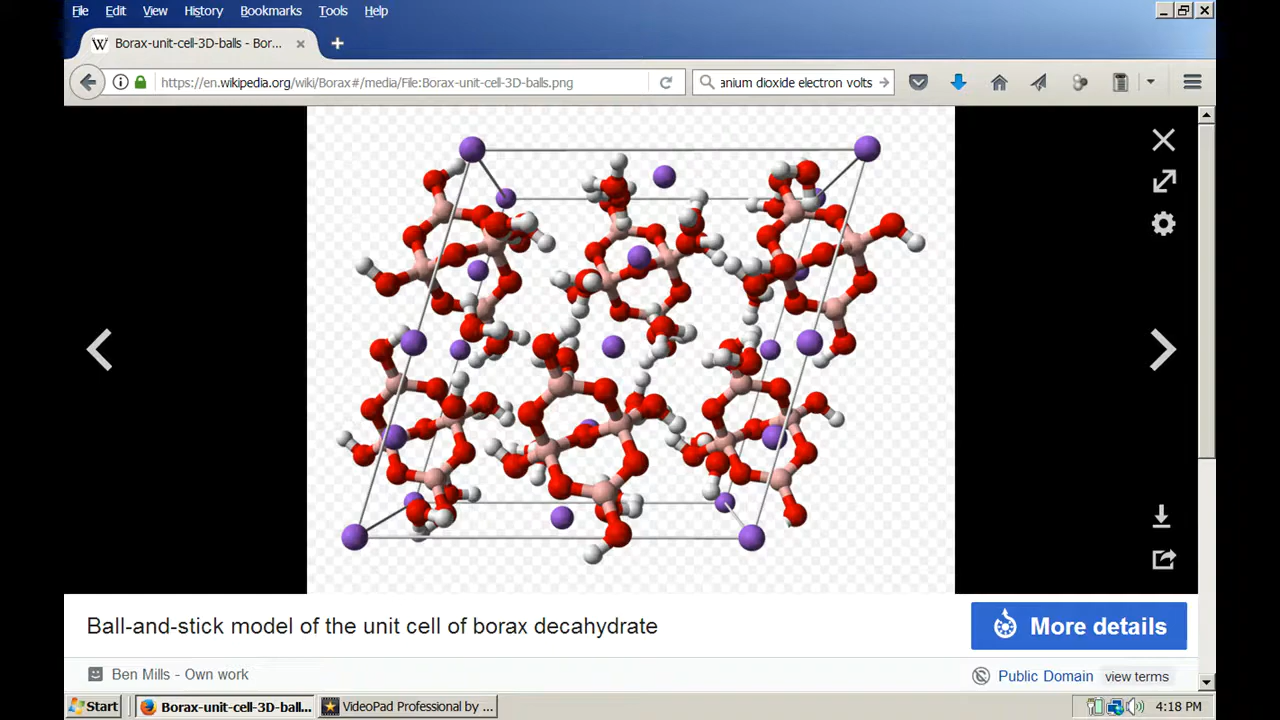 File Edit View History Bookmarks Tools Help
W Borax-unit-cell-3D-balls - Bor...
https://en.wikipedia.org/wiki/Borax#/media/File:Borax-unit-cell-3D-balls.png anium dioxide electron volts
Ball-and-stick model of the unit cell of borax decahydrate
More details
Ben Mills - Own work
Public Domain view terms
Start Borax-unit-cell-3D-ball... VideoPad Professional by ... 4:18 PM